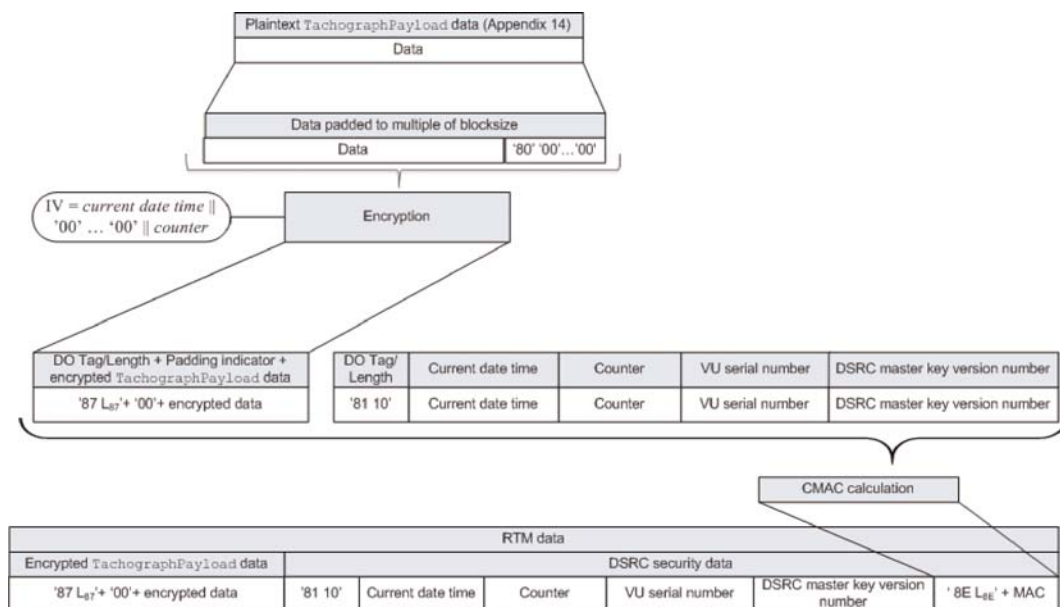 Plaintext TachographPayload data (Appendix 14)
Data
Data padded to multiple of blocksize
Data '80' '00'...'00'
IV = current date time ||
'00' … '00' || counter
Encryption
DO Tag/Length + Padding indicator +
encrypted TachographPayload data
DO Tag/
Length
Current date time
Counter
VU serial number
DSRC master key version number
'87 L87'+ '00'+ encrypted data
'81 10'
Current date time
Counter
VU serial number
DSRC master key version number
CMAC calculation
RTM data
Encrypted TachographPayload data
DSRC security data
'87 L87'+ '00'+ encrypted data
'81 10'
Current date time
Counter
VU serial number
DSRC master key version
number
' 8E L8E' + MAC